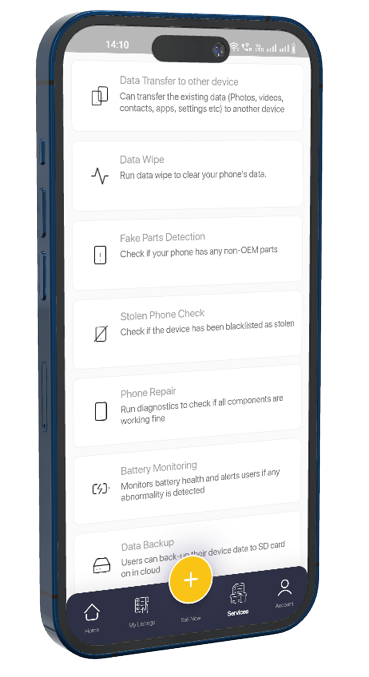 14:10
Data Transfer to other device
Can transfer the existing data (Photos, videos,
contacts, apps, settings etc) to another device
Data Wipe
Run data wipe to clear your phone's data.
Fake Parts Detection
Check if your phone has any non-OEM parts
Stolen Phone Check
Check if the device has been blacklisted as stolen
Phone Repair
Run diagnostics to check if all components are
working fine
Battery Monitoring
Monitors battery health and alerts users if any
abnormality is detected
Data Backup
Users can back-up their device data to SD card
on in cloud
Home
My Listings
Sell Now
Services
Account